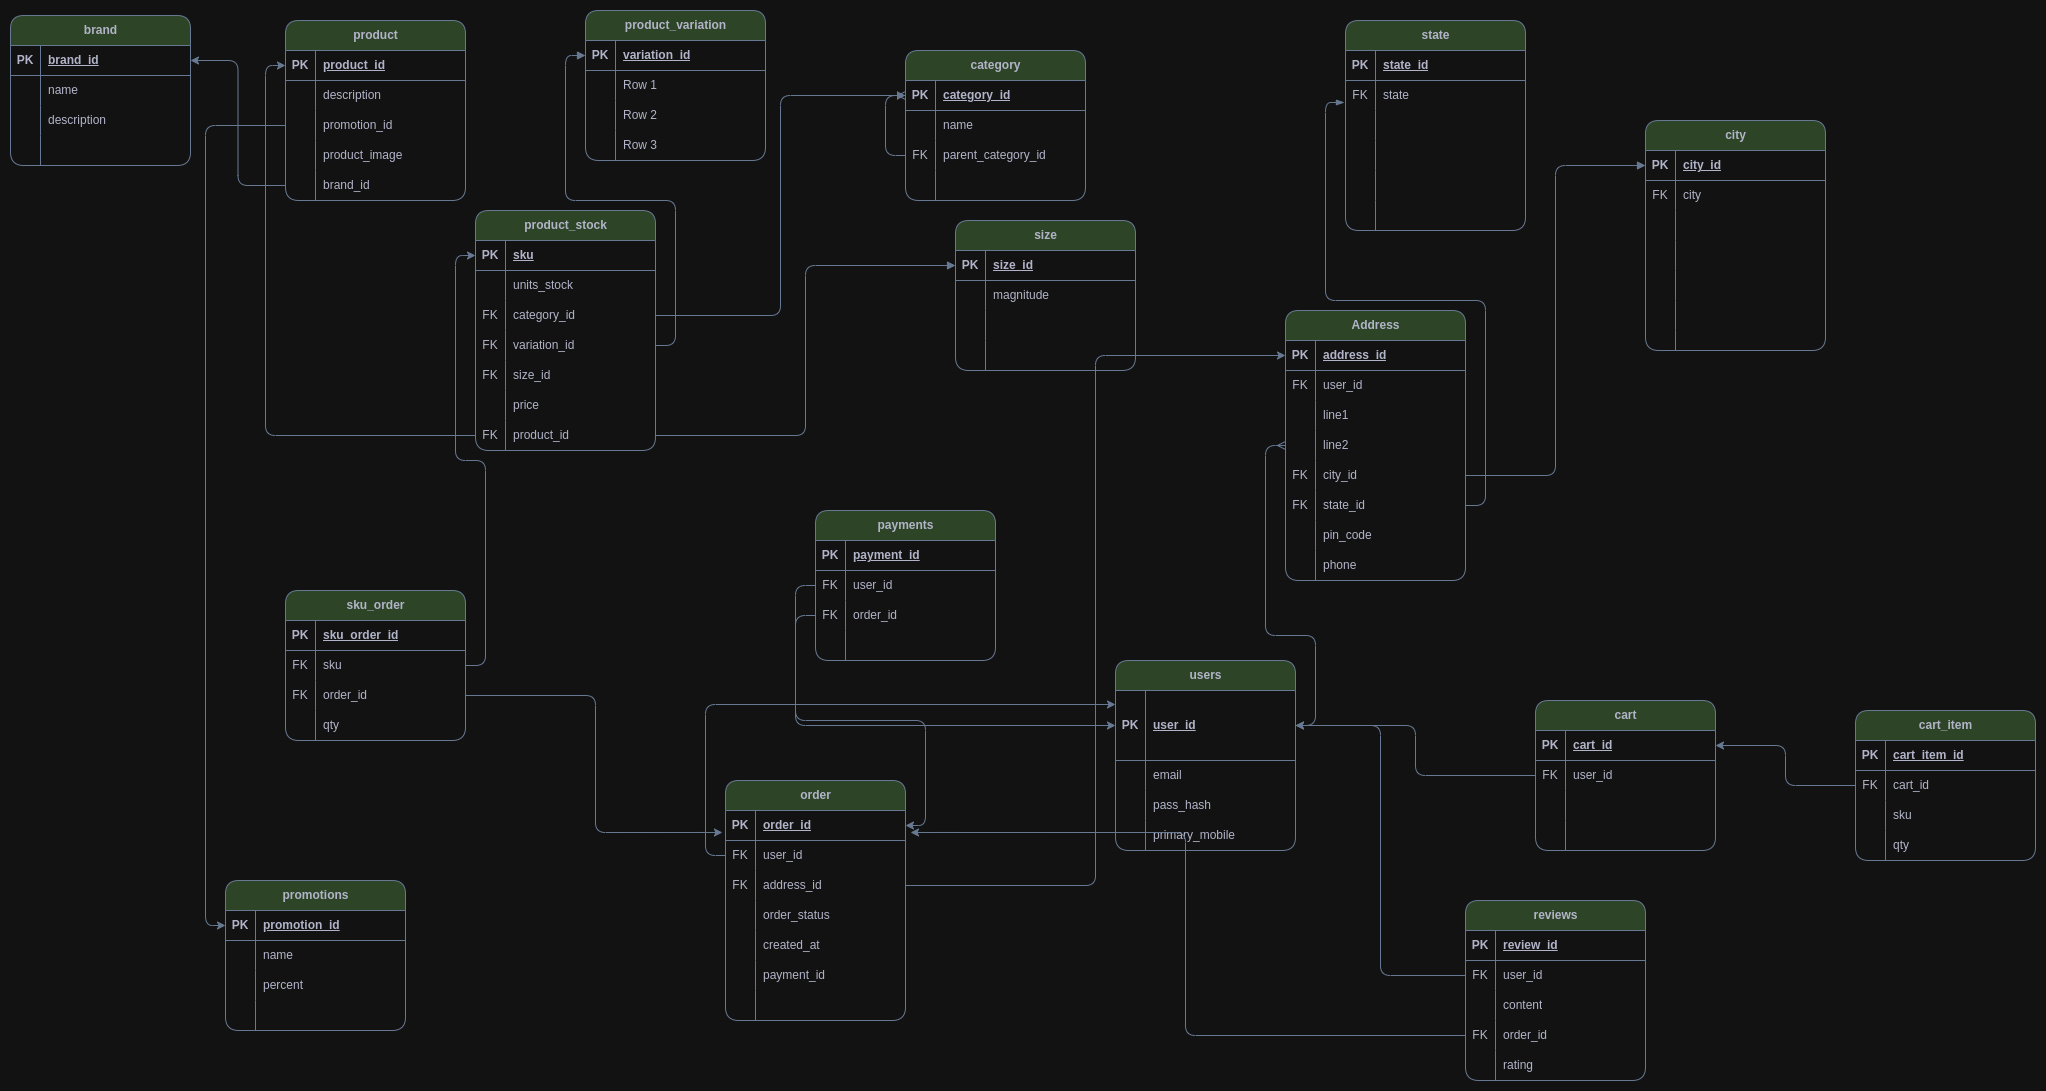 brand
PK brand_id
name
description
product
PK product_id
description
promotion_id
product_image
brand_id
product_variation
PK variation_id
Row 1
Row 2
Row 3
category
PK category_id
name
FK parent_category_id
state
PK state_id
FK state
city
PK city_id
FK city
product_stock
PK sku
units_stock
FK category_id
FK variation_id
FK size_id
price
FK product_id
size
PK size_id
magnitude
Address
PK address_id
FK user_id
line1
line2
FK city_id
FK state_id
pin_code
phone
payments
PK payment_id
FK user_id
FK order_id
sku_order
PK sku_order_id
FK sku
FK order_id
qty
users
PK user_id
email
pass_hash
primary_mobile
cart
PK cart_id
FK user_id
cart_item
PK cart_item_id
FK cart_id
sku
qty
order
PK order_id
FK user_id
FK address_id
order_status
created_at
payment_id
promotions
PK promotion_id
name
percent
reviews
PK review_id
FK user_id
content
FK order_id
rating